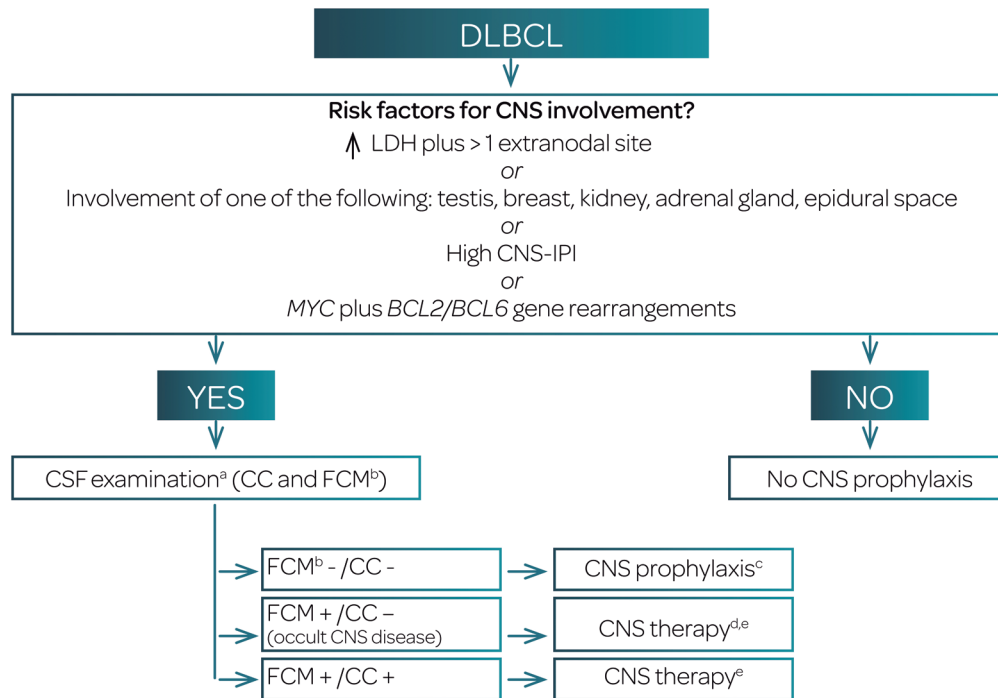 DLBCL
Risk factors for CNS involvement?
↑ LDH plus > 1 extranodal site
or
Involvement of one of the following: testis, breast, kidney, adrenal gland, epidural space
or
High CNS-IPI
or
MYC plus BCL2/BCL6 gene rearrangements
YES
NO
CSF examinationᵃ (CC and FCMᵇ)
No CNS prophylaxis
FCMᵇ - /CC -
CNS prophylaxisᶜ
FCM + /CC –
(occult CNS disease)
CNS therapyᵈ,ᵉ
FCM + /CC +
CNS therapyᵉ